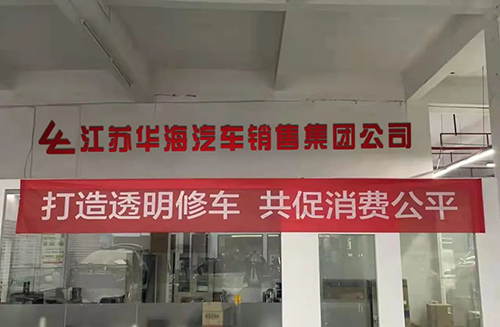 江苏华海汽车销售集团公司
打造透明修车 共促消费公平